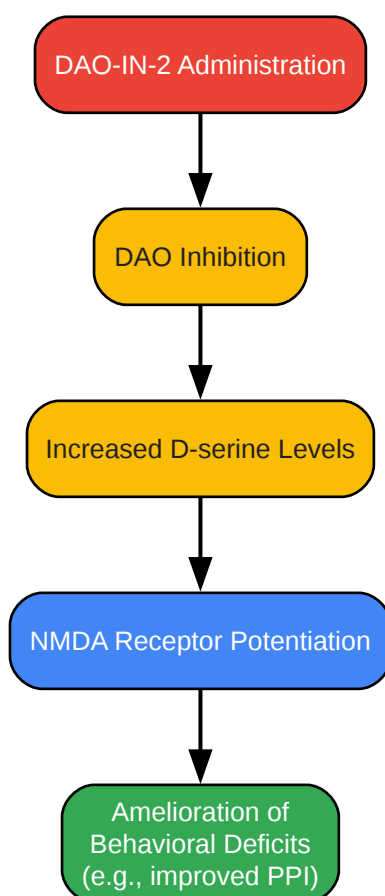 DAO-IN-2 Administration
DAO Inhibition
Increased D-serine Levels
NMDA Receptor Potentiation
Amelioration of
Behavioral Deficits
(e.g., improved PPI)